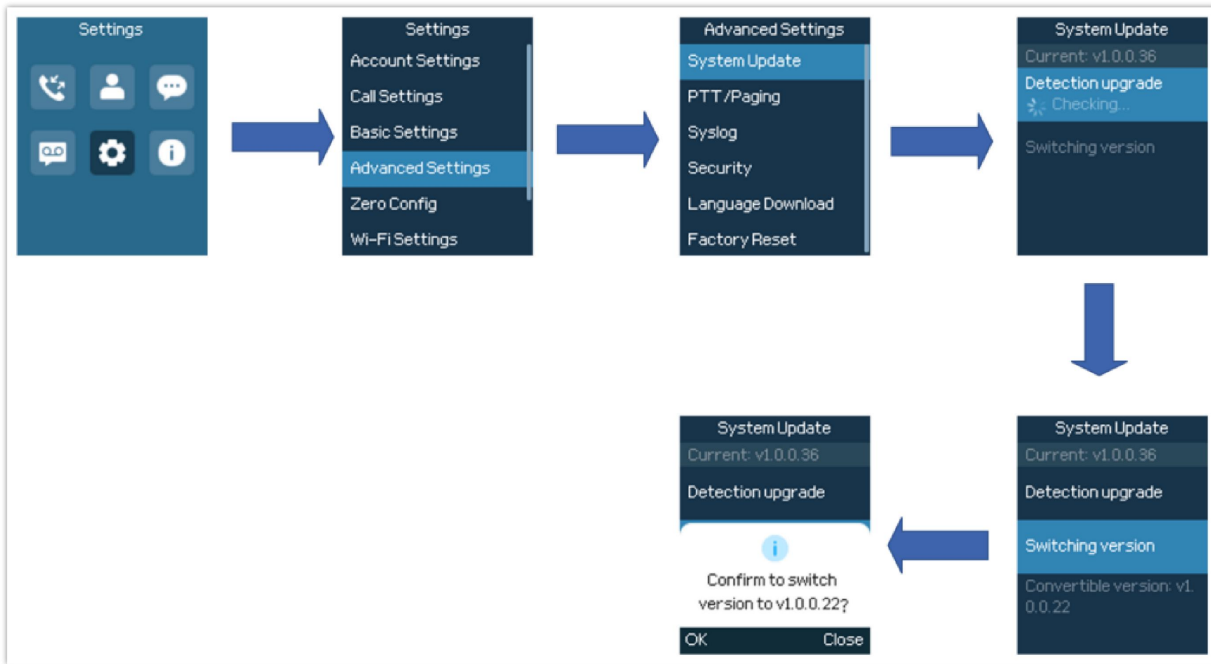 Settings
Settings
Account Settings
Call Settings
Basic Settings
Advanced Settings
Zero Config
Wi-Fi Settings
Advanced Settings
System Update
PTT/Paging
Syslog
Security
Language Download
Factory Reset
System Update
Current: v1.0.0.36
Detection upgrade
Checking...
Switching version
System Update
Current: v1.0.0.36
Detection upgrade
Switching version
Convertible version: v1.
0.0.22
System Update
Current: v1.0.0.36
Detection upgrade
i
Confirm to switch
version to v1.0.0.22?
OK Close